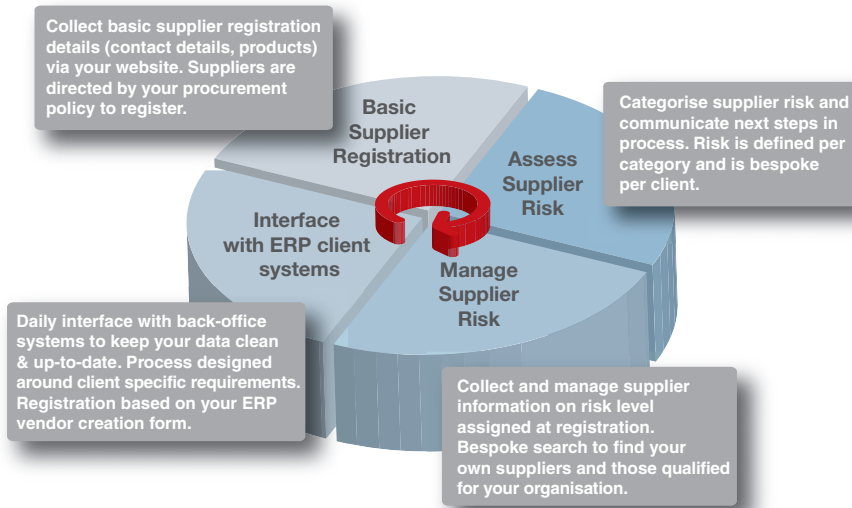 Collect basic supplier registration
details (contact details, products)
via your website. Suppliers are
directed by your procurement
policy to register.
Basic
Supplier
Registration
Categorise supplier risk and
communicate next steps in
process. Risk is defined per
category and is bespoke
per client.
Assess
Supplier
Risk
Interface
with ERP client
systems
Manage
Supplier
Risk
Daily interface with back-office
systems to keep your data clean
& up-to-date. Process designed
around client specific requirements.
Registration based on your ERP
vendor creation form.
Collect and manage supplier
information on risk level
assigned at registration.
Bespoke search to find your
own suppliers and those qualified
for your organisation.